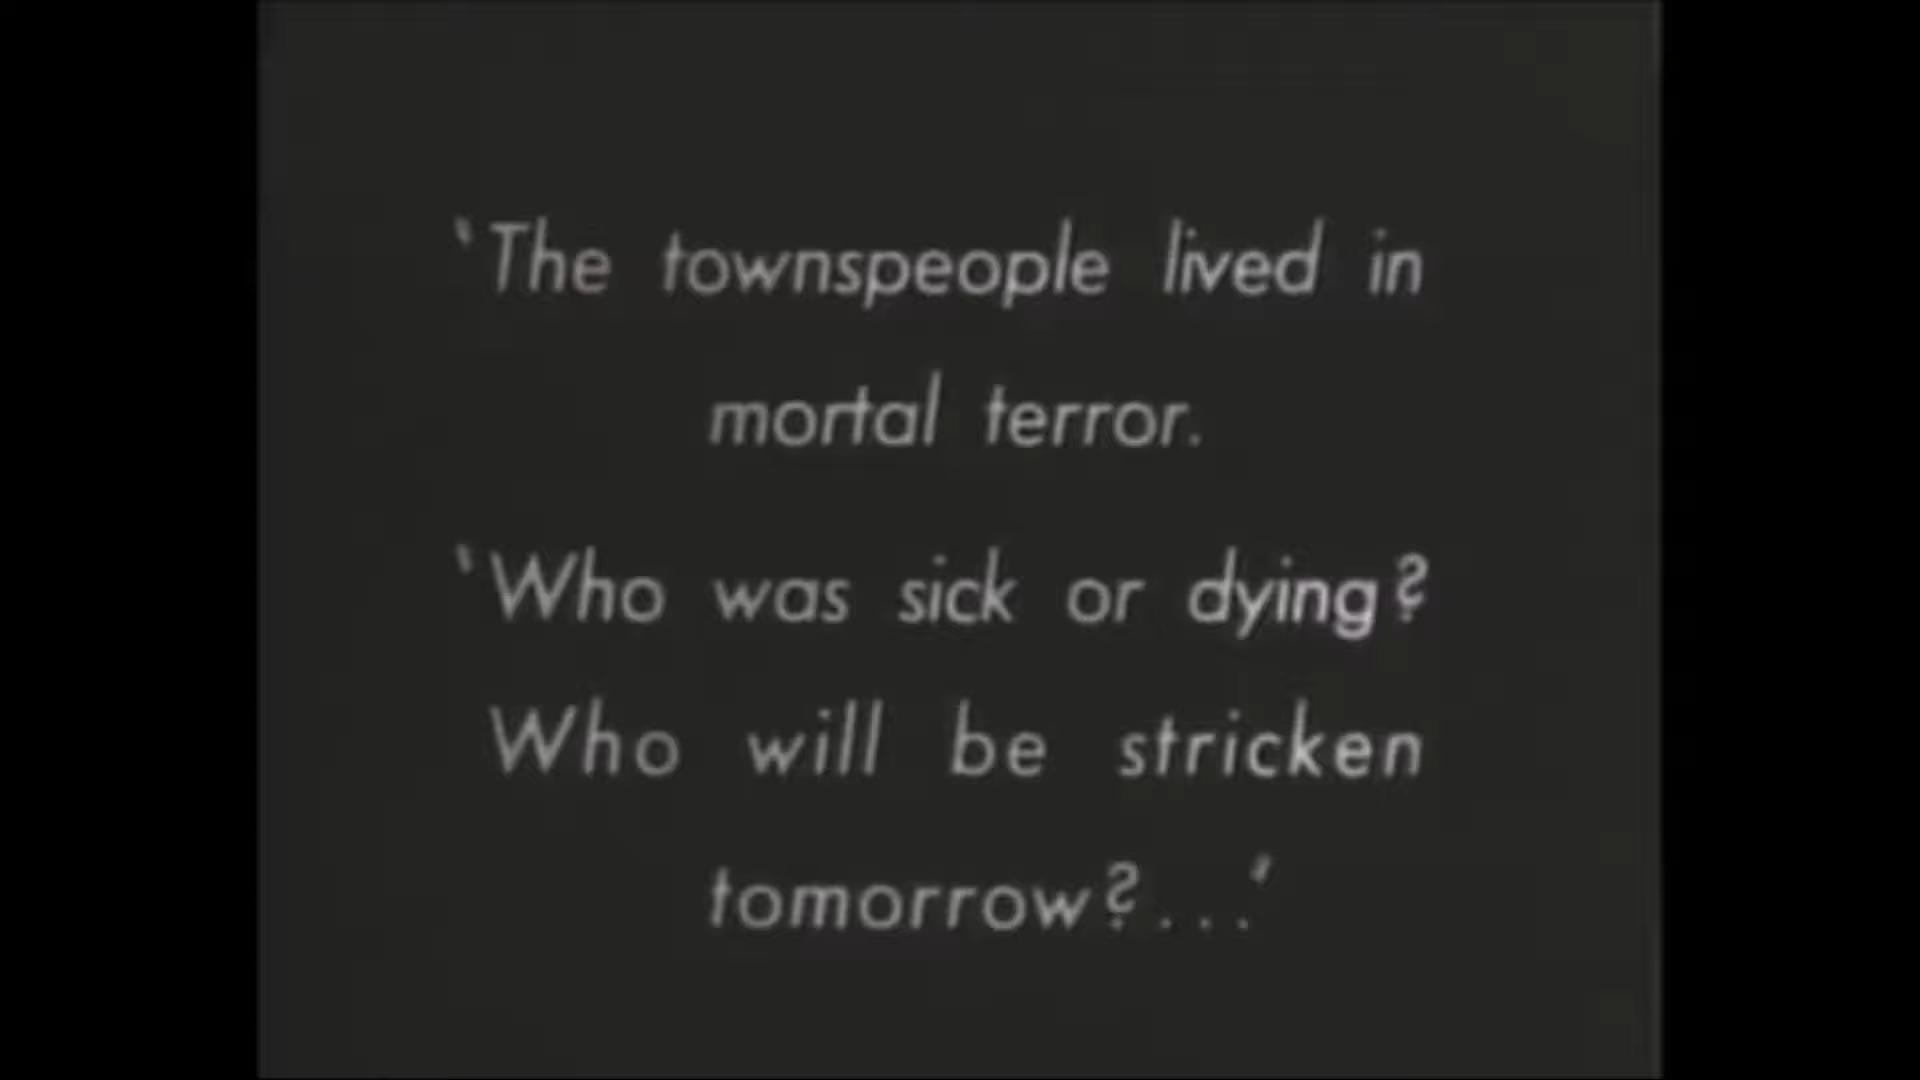 ‘The townspeople lived in
mortal terror.
‘Who was sick or dying?
Who will be stricken
tomorrow?...’